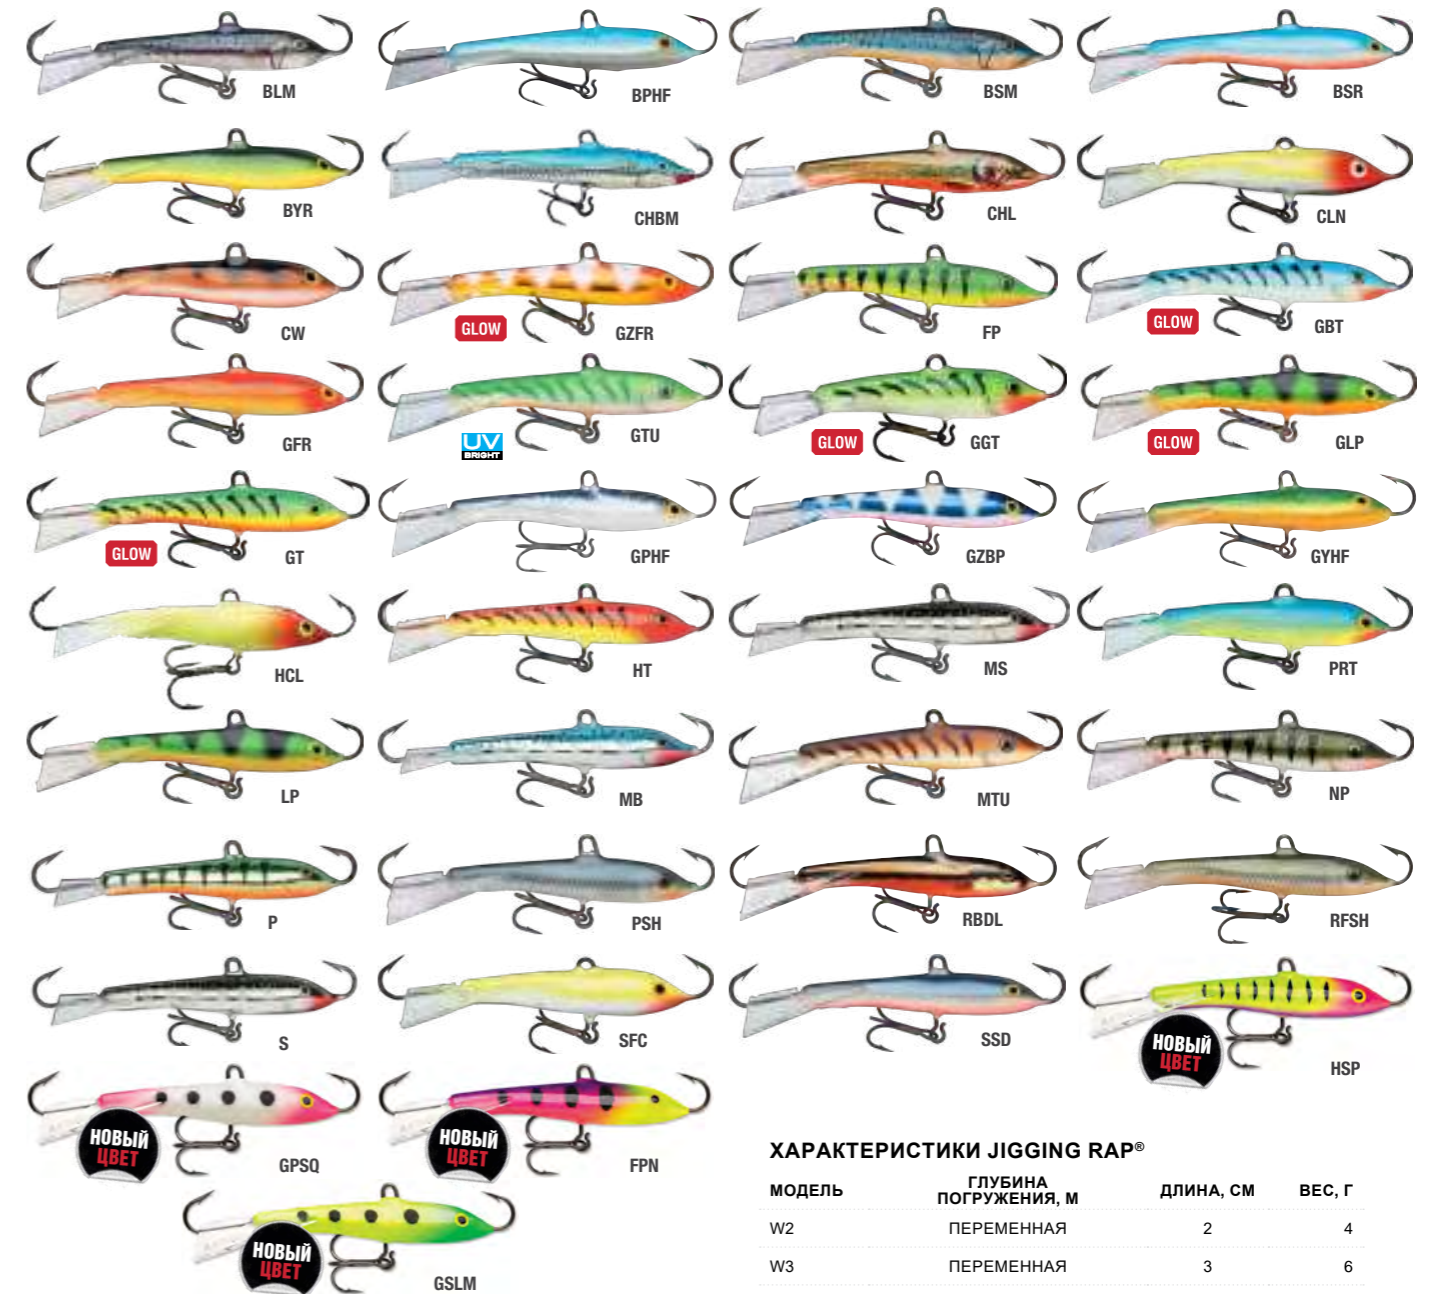 BLM
BPHF
BSM
BSR
BYR
CHBM
CHL
CLN
CW
GLOW
GZFR
FP
GLOW
GBT
GFR
UV
BRIGHT
GTU
GLOW
GGT
GLOW
GLP
GLOW
GT
GPHF
GZBP
GYHF
HCL
HT
MS
PRT
LP
MB
MTU
NP
P
PSH
RBDL
RFSH
S
SFC
SSD
НОВЫЙ
ЦВЕТ
HSP
НОВЫЙ
ЦВЕТ
GPSQ
НОВЫЙ
ЦВЕТ
FPN
НОВЫЙ
ЦВЕТ
GSLM
ХАРАКТЕРИСТИКИ JIGGING RAP®
МОДЕЛЬ ГЛУБИНА ПОГРУЖЕНИЯ, М ДЛИНА, СМ ВЕС, Г
W2 ПЕРЕМЕННАЯ 2 4
W3 ПЕРЕМЕННАЯ 3 6